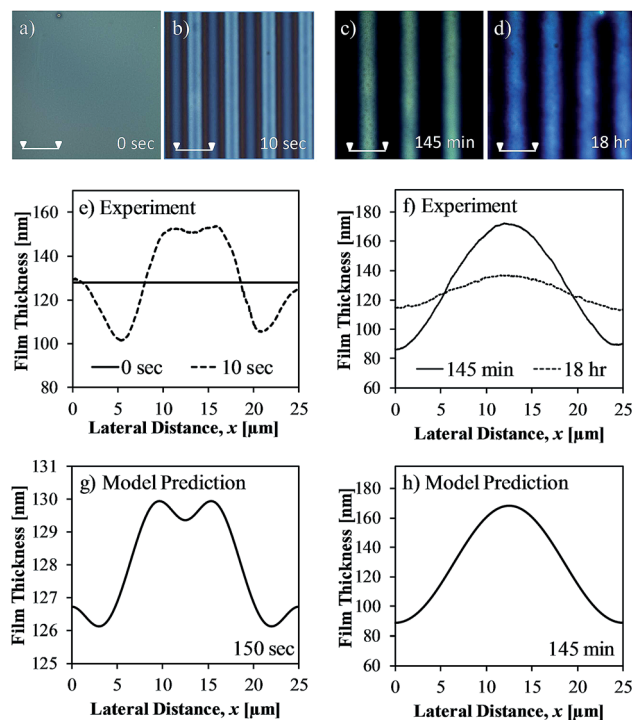 a)
0 sec
b)
10 sec
c)
145 min
d)
18 hr
e) Experiment
Film Thickness [nm]
160
140
120
100
80
0 5 10 15 20 25
0 sec
10 sec
Lateral Distance, x [µm]
f) Experiment
Film Thickness [nm]
180
160
140
120
100
80
60
0 5 10 15 20 25
145 min
18 hr
Lateral Distance, x [µm]
g) Model Prediction
Film Thickness [nm]
131
130
129
128
127
126
125
0 5 10 15 20 25
150 sec
Lateral Distance, x [µm]
h) Model Prediction
Film Thickness [nm]
180
160
140
120
100
80
60
0 5 10 15 20 25
145 min
Lateral Distance, x [µm]